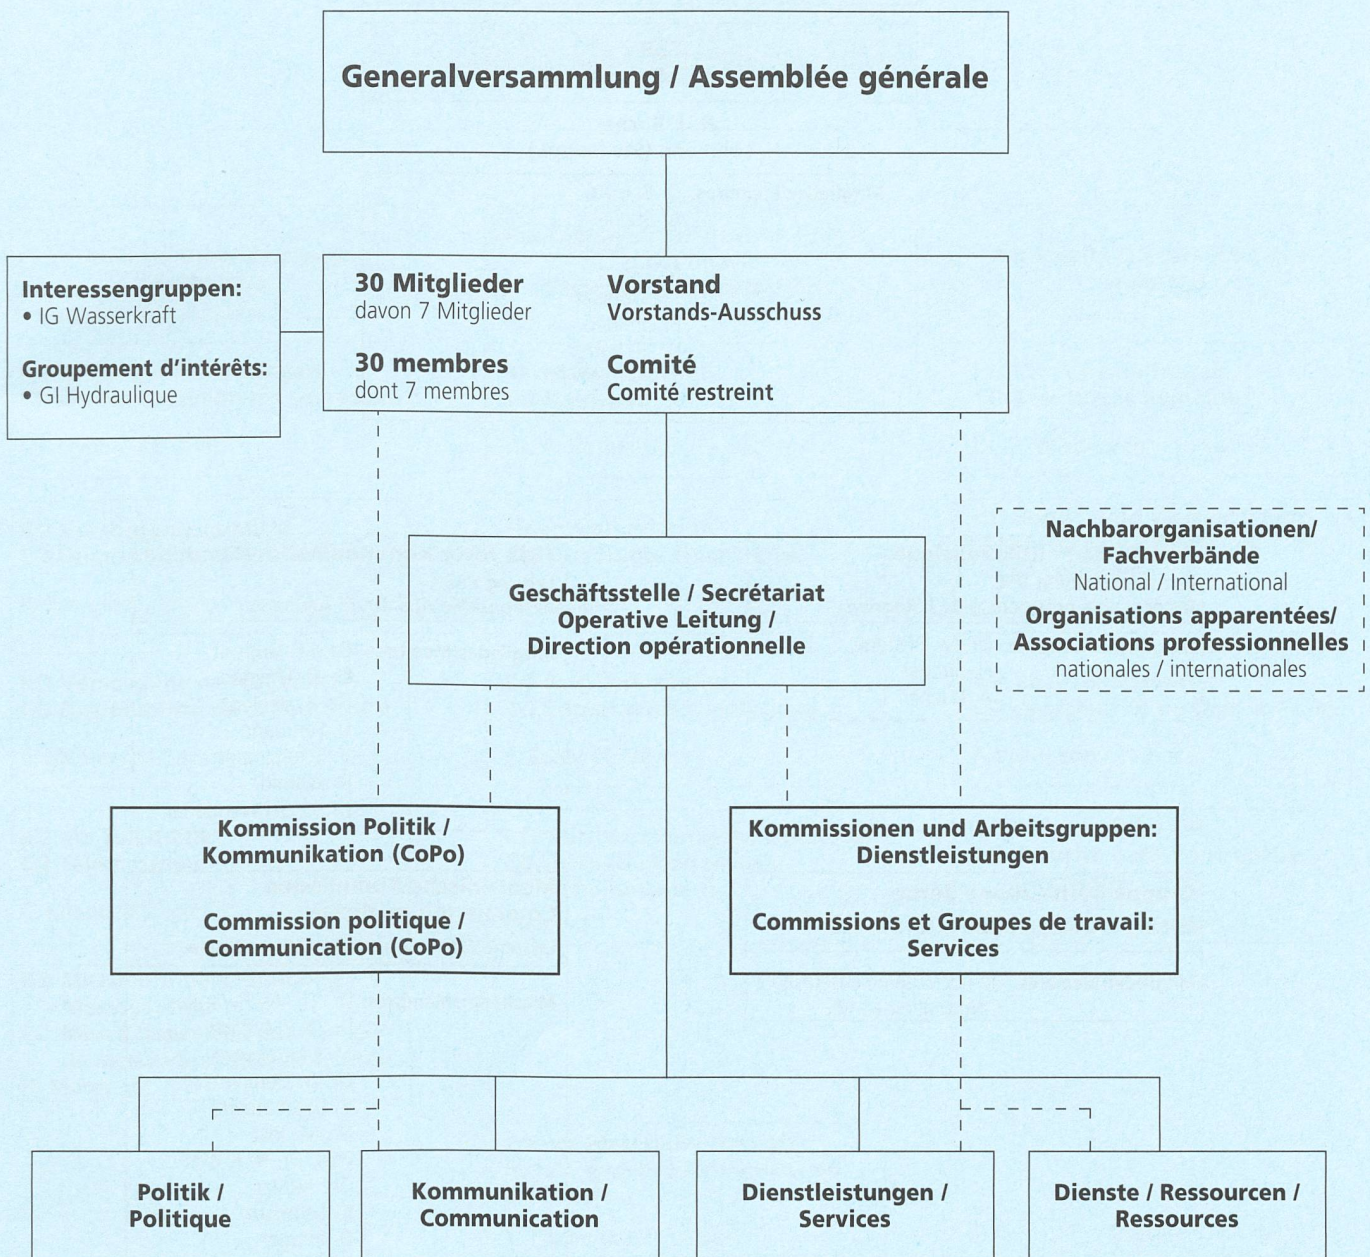 Generalversammlung / Assemblée générale
Interessengruppen:
• IG Wasserkraft
Groupement d'intérêts:
• GI Hydraulique
30 Mitglieder Vorstand
davon 7 Mitglieder Vorstands-Ausschuss
30 membres Comité
dont 7 membres Comité restreint
Nachbarorganisationen/
Fachverbände
National / International
Organisations apparentées/
Associations professionnelles
nationales / internationales
Geschäftsstelle / Secrétariat
Operative Leitung /
Direction opérationnelle
Kommission Politik /
Kommunikation (CoPo)
Commission politique /
Communication (CoPo)
Kommissionen und Arbeitsgruppen:
Dienstleistungen
Commissions et Groupes de travail:
Services
Politik /
Politique
Kommunikation /
Communication
Dienstleistungen /
Services
Dienste / Ressourcen /
Ressources